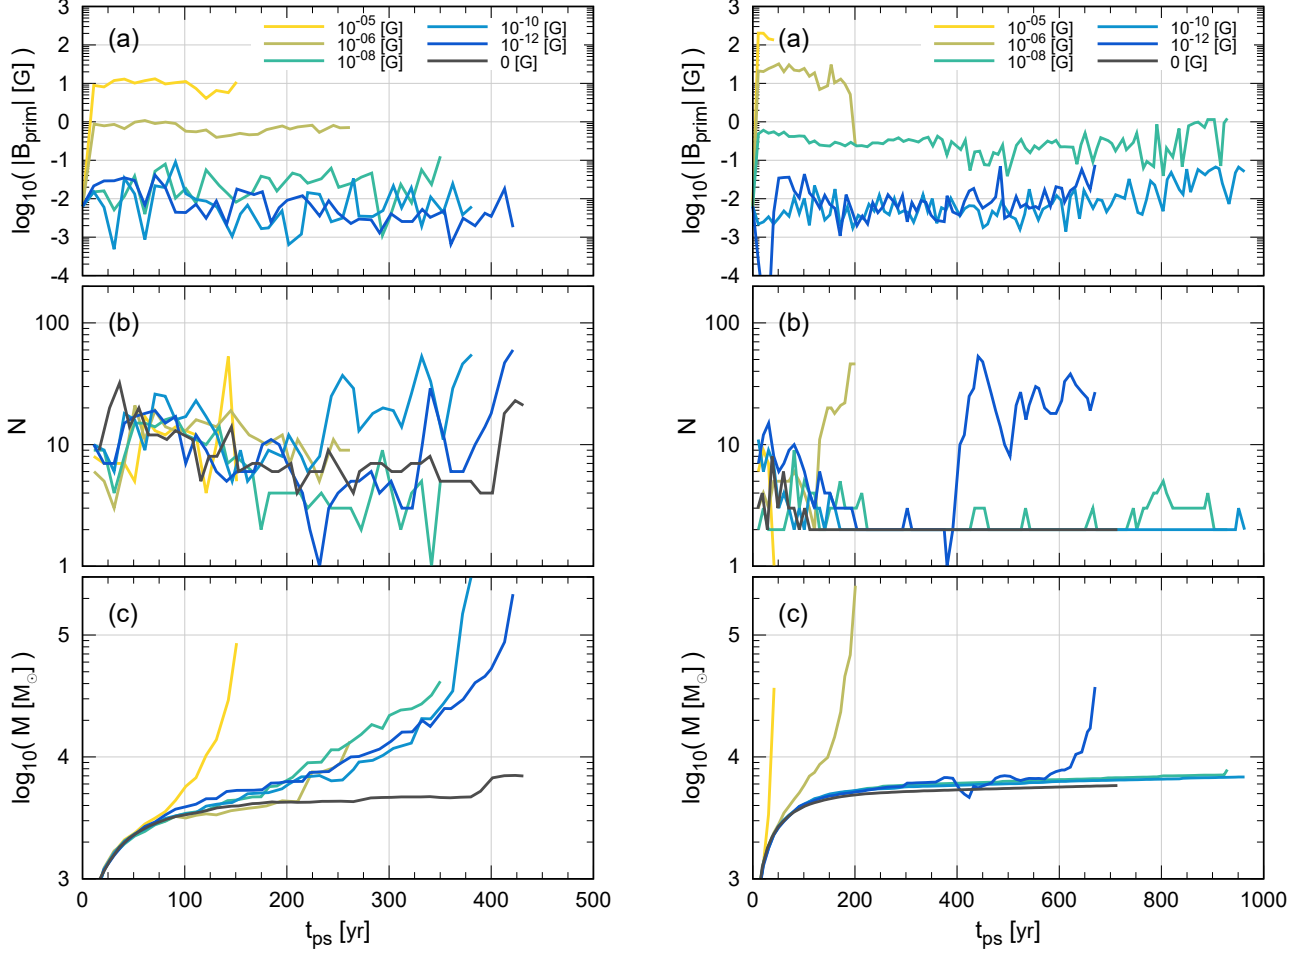 3
2
1
0
-1
-2
-3
-4
log10( |Bprim| [G] )
(a)
10^-05 [G]
10^-06 [G]
10^-08 [G]
10^-10 [G]
10^-12 [G]
0 [G]
100
10
1
N
(b)
5
4
3
log10( M [M☉] )
(c)
0
100
200
300
400
500
tps [yr]
3
2
1
0
-1
-2
-3
-4
log10( |Bprim| [G] )
(a)
10^-05 [G]
10^-06 [G]
10^-08 [G]
10^-10 [G]
10^-12 [G]
0 [G]
100
10
1
N
(b)
5
4
3
log10( M [M☉] )
(c)
0
200
400
600
800
1000
tps [yr]